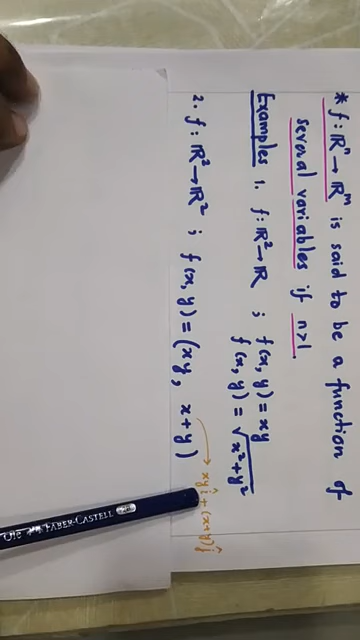 * f: ℝⁿ → ℝᵐ is said to be a function of
several variables if n>1.
Examples 1. f: ℝ² → ℝ ; f(x,y) = xy
f(x,y) = √(x²+y²)
2. f: ℝ² → ℝ² ; f(x,y) = (xy, x+y)
→ xy î + (x+y) ĵ
FABER-CASTELL